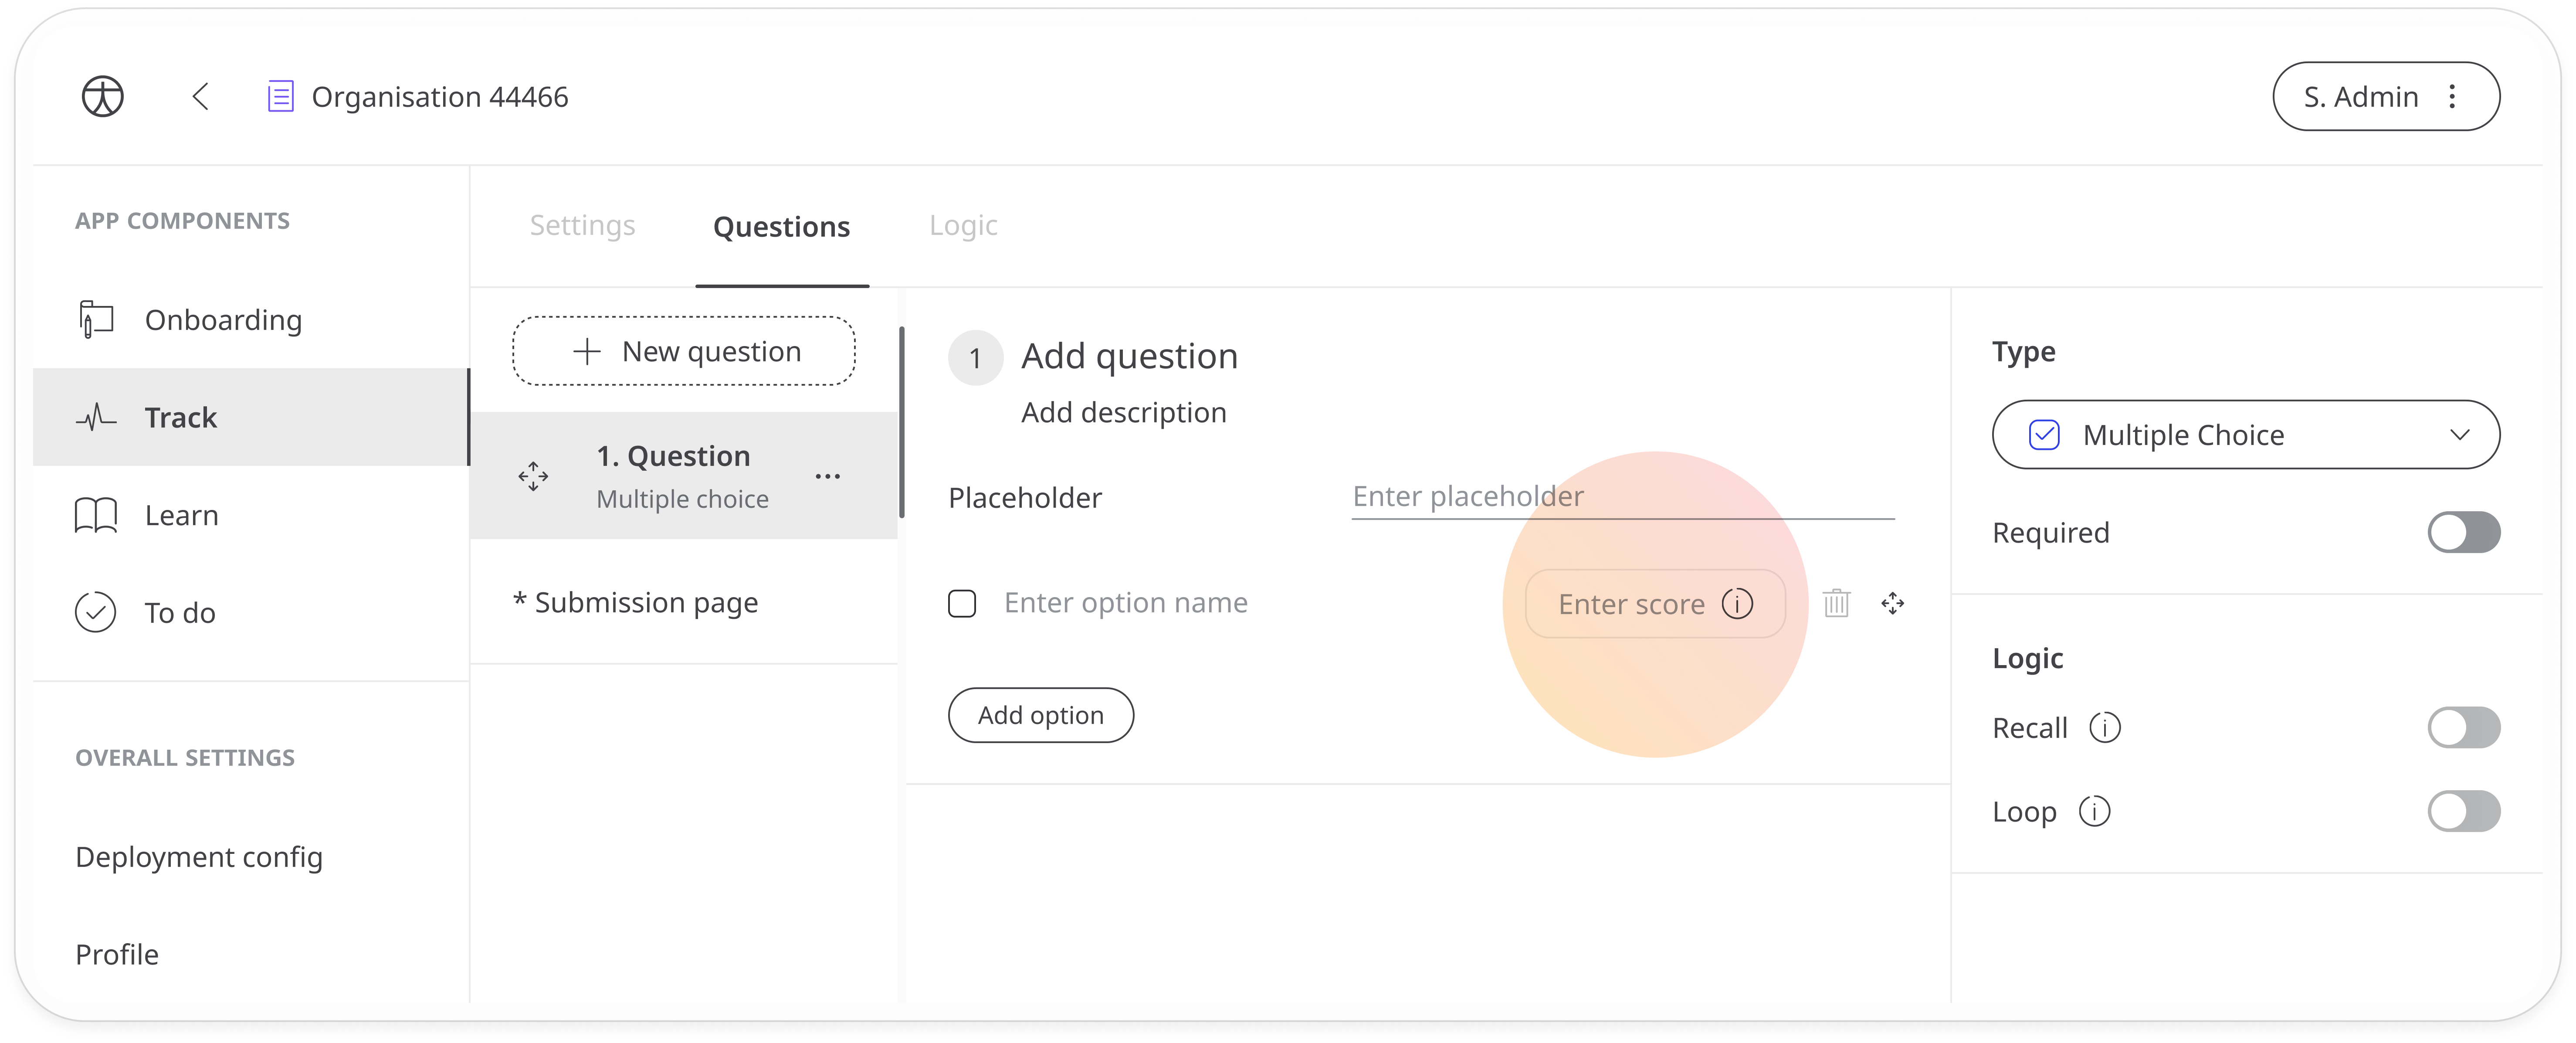 Organisation 44466
S. Admin
APP COMPONENTS
Onboarding
Track
Learn
To do
OVERALL SETTINGS
Deployment config
Profile
Settings
Questions
Logic
New question
1. Question
Multiple choice
* Submission page
1
Add question
Add description
Placeholder
Enter placeholder
Enter option name
Enter score
Add option
Type
Multiple Choice
Required
Logic
Recall
Loop